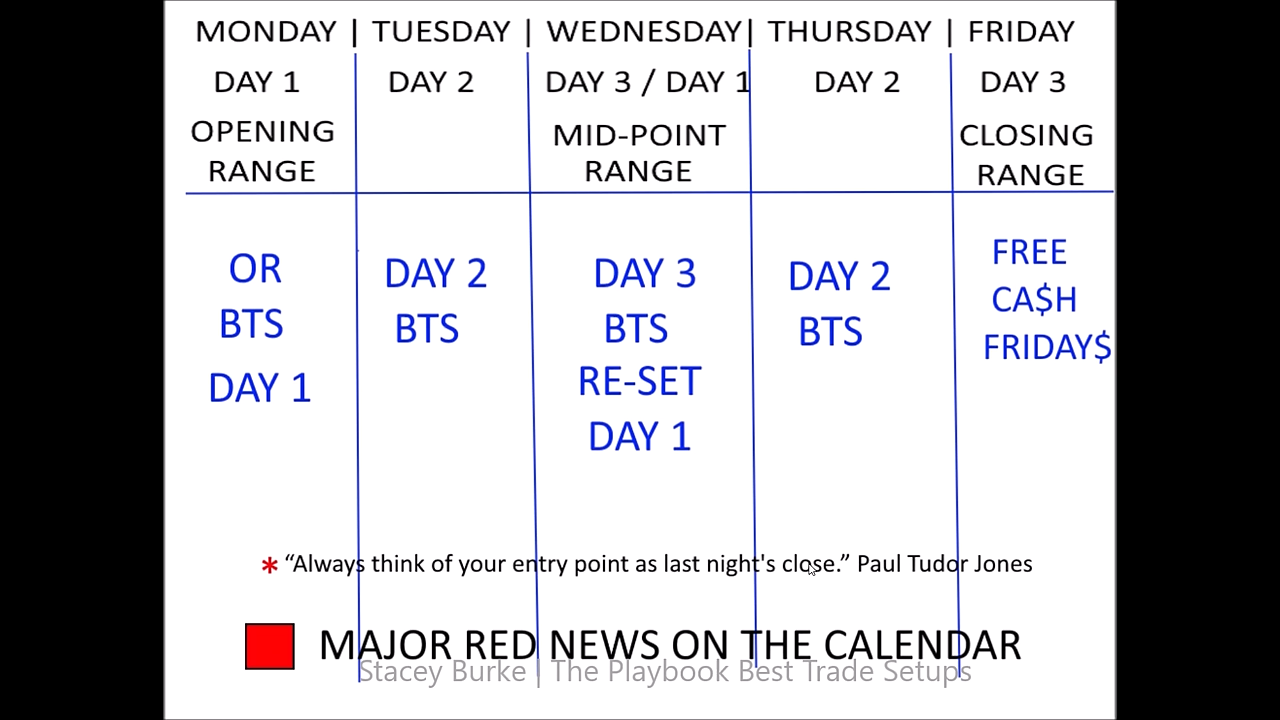 MONDAY | TUESDAY | WEDNESDAY| THURSDAY | FRIDAY
DAY 1 DAY 2 DAY 3 / DAY 1 DAY 2 DAY 3
OPENING RANGE
MID-POINT RANGE
CLOSING RANGE
OR
BTS
DAY 1
DAY 2
BTS
DAY 3
BTS
RE-SET
DAY 1
DAY 2
BTS
FREE
CA$H
FRIDAY$
* “Always think of your entry point as last night's close.” Paul Tudor Jones
MAJOR RED NEWS ON THE CALENDAR
Stacey Burke | The Playbook Best Trade Setups